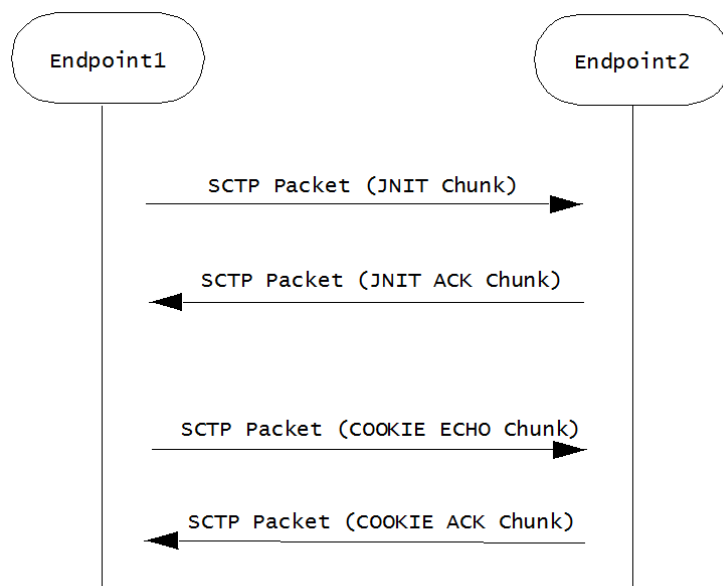 Endpoint1
Endpoint2
SCTP Packet (JNIT Chunk)
SCTP Packet (JNIT ACK Chunk)
SCTP Packet (COOKIE ECHO Chunk)
SCTP Packet (COOKIE ACK Chunk)